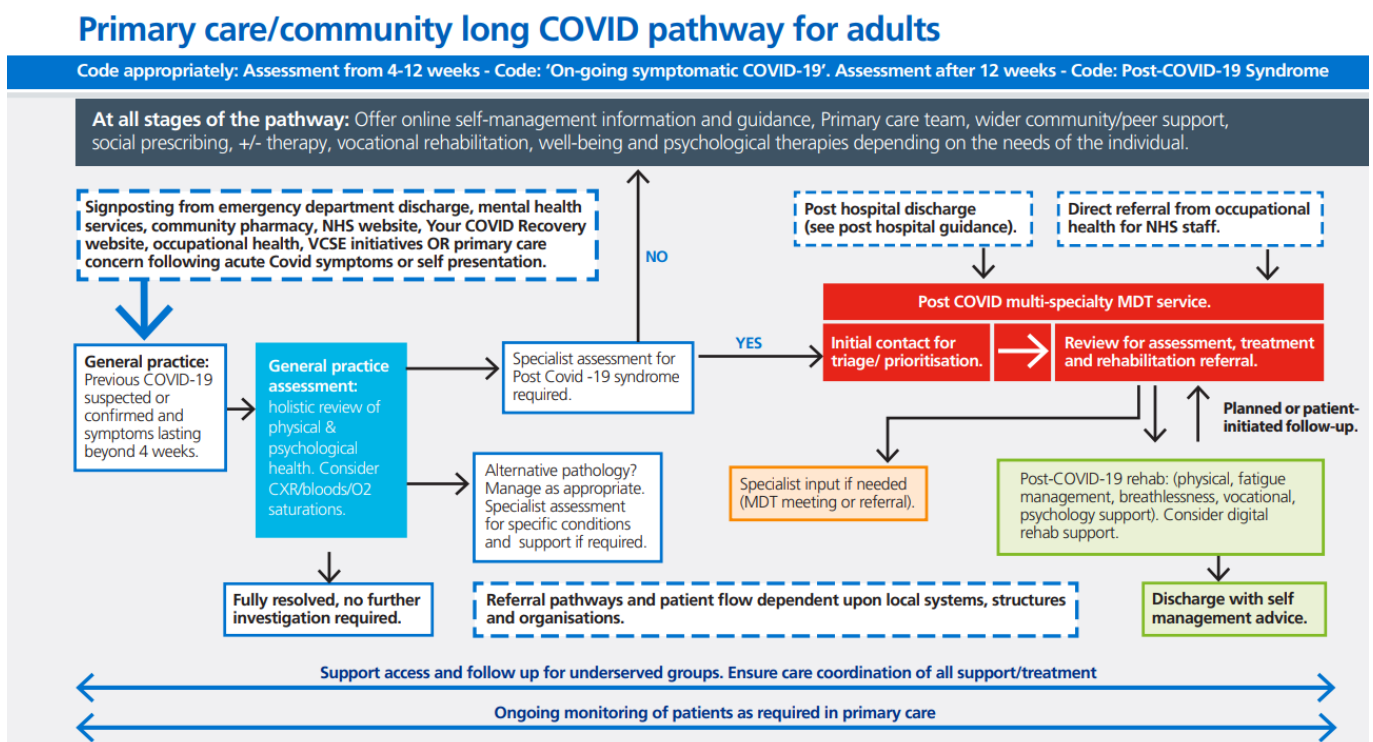 Primary care/community long COVID pathway for adults
Code appropriately: Assessment from 4-12 weeks - Code: ‘On-going symptomatic COVID-19’. Assessment after 12 weeks - Code: Post-COVID-19 Syndrome
At all stages of the pathway: Offer online self-management information and guidance, Primary care team, wider community/peer support,
social prescribing, +/- therapy, vocational rehabilitation, well-being and psychological therapies depending on the needs of the individual.
Signposting from emergency department discharge, mental health
services, community pharmacy, NHS website, Your COVID Recovery
website, occupational health, VCSE initiatives OR primary care
concern following acute Covid symptoms or self presentation.
NO
Post hospital discharge
(see post hospital guidance).
Direct referral from occupational
health for NHS staff.
General practice:
Previous COVID-19
suspected or
confirmed and
symptoms lasting
beyond 4 weeks.
General practice
assessment:
holistic review of
physical &
psychological
health. Consider
CXR/bloods/O2
saturations.
Specialist assessment for
Post Covid -19 syndrome
required.
YES
Post COVID multi-specialty MDT service.
Initial contact for
triage/ prioritisation.
Review for assessment, treatment
and rehabilitation referral.
Planned or patient-
initiated follow-up.
Alternative pathology?
Manage as appropriate.
Specialist assessment
for specific conditions
and support if required.
Specialist input if needed
(MDT meeting or referral).
Post-COVID-19 rehab: (physical, fatigue
management, breathlessness, vocational,
psychology support). Consider digital
rehab support.
Fully resolved, no further
investigation required.
Referral pathways and patient flow dependent upon local systems, structures
and organisations.
Discharge with self
management advice.
Support access and follow up for underserved groups. Ensure care coordination of all support/treatment
Ongoing monitoring of patients as required in primary care